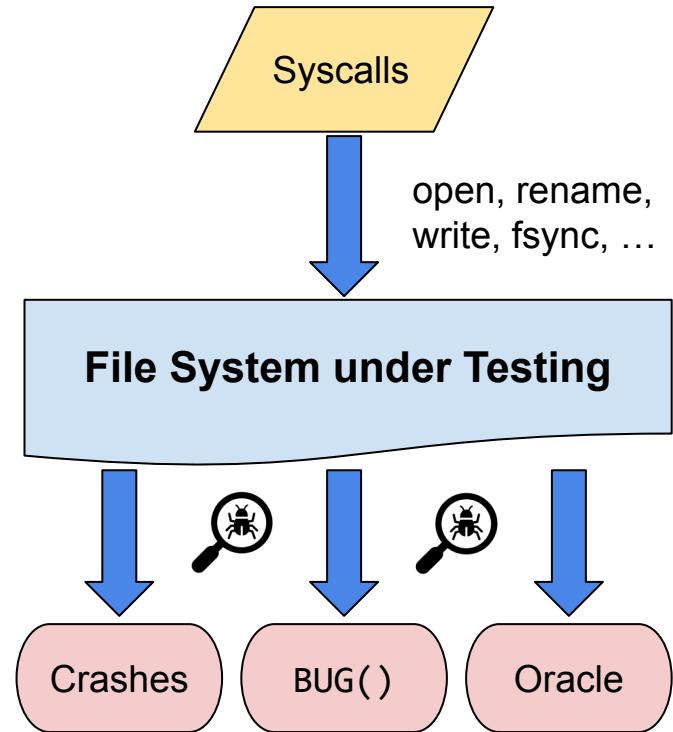 Syscalls
open, rename,
write, fsync, …
File System under Testing
Crashes
BUG()
Oracle